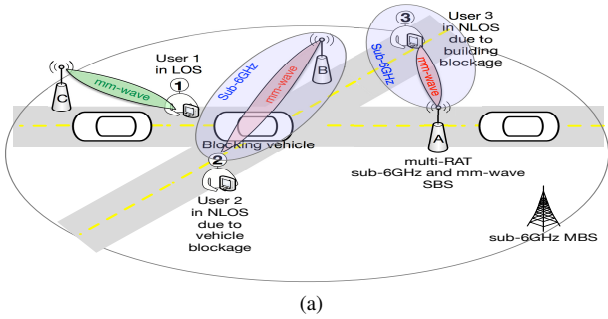 3
User 3
in NLOS
due to
building
blockage
User 1
in LOS
Sub-6GHz
mm-wave
C
mm-wave
1
Sub-6GHz
mm-wave
B
Blocking vehicle
A
2
multi-RAT
sub-6GHz and mm-wave
SBS
User 2
in NLOS
due to
vehicle
blockage
sub-6GHz MBS
(a)